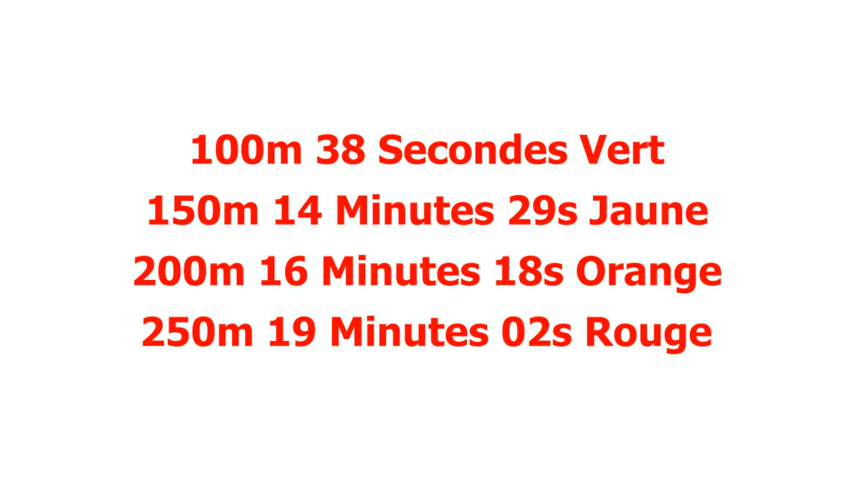 100m 38 Secondes Vert
150m 14 Minutes 29s Jaune
200m 16 Minutes 18s Orange
250m 19 Minutes 02s Rouge